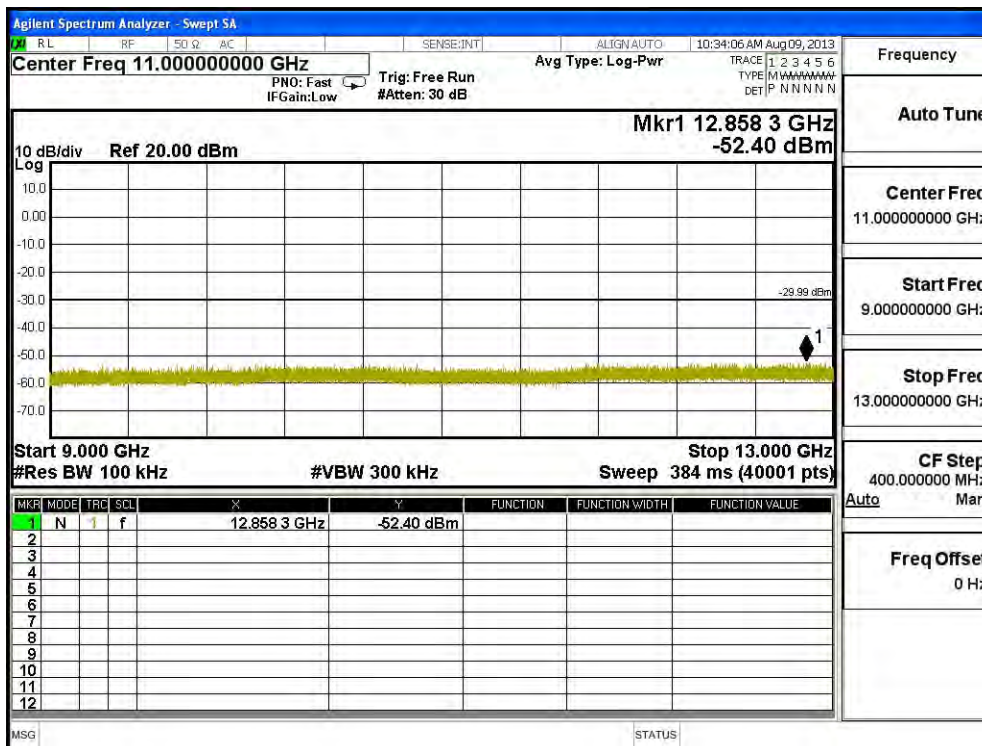 Agilent Spectrum Analyzer - Swept SA
RL RF 50 Ω AC SENSE:INT ALIGN AUTO 10:34:06 AM Aug 09, 2013
Center Freq 11.000000000 GHz
PNO: Fast
IFGain:Low
Trig: Free Run
#Atten: 30 dB
Avg Type: Log-Pwr
TRACE 1 2 3 4 5 6
TYPE M WWWWW
DET P N N N N N
Mkr1 12.858 3 GHz
-52.40 dBm
10 dB/div Ref 20.00 dBm
Log
10.0
0.00
-10.0
-20.0
-30.0
-40.0
-50.0
-60.0
-70.0
-29.99 dBm
1
Start 9.000 GHz Stop 13.000 GHz
#Res BW 100 kHz #VBW 300 kHz Sweep 384 ms (40001 pts)
MKR MODE TRC SCL X Y FUNCTION FUNCTION WIDTH FUNCTION VALUE
1 N 1 f 12.858 3 GHz -52.40 dBm
2
3
4
5
6
7
8
9
10
11
12
MSG STATUS
Frequency
Auto Tune
Center Freq
11.000000000 GHz
Start Freq
9.000000000 GHz
Stop Freq
13.000000000 GHz
CF Step
400.000000 MHz
Auto Man
Freq Offset
0 Hz